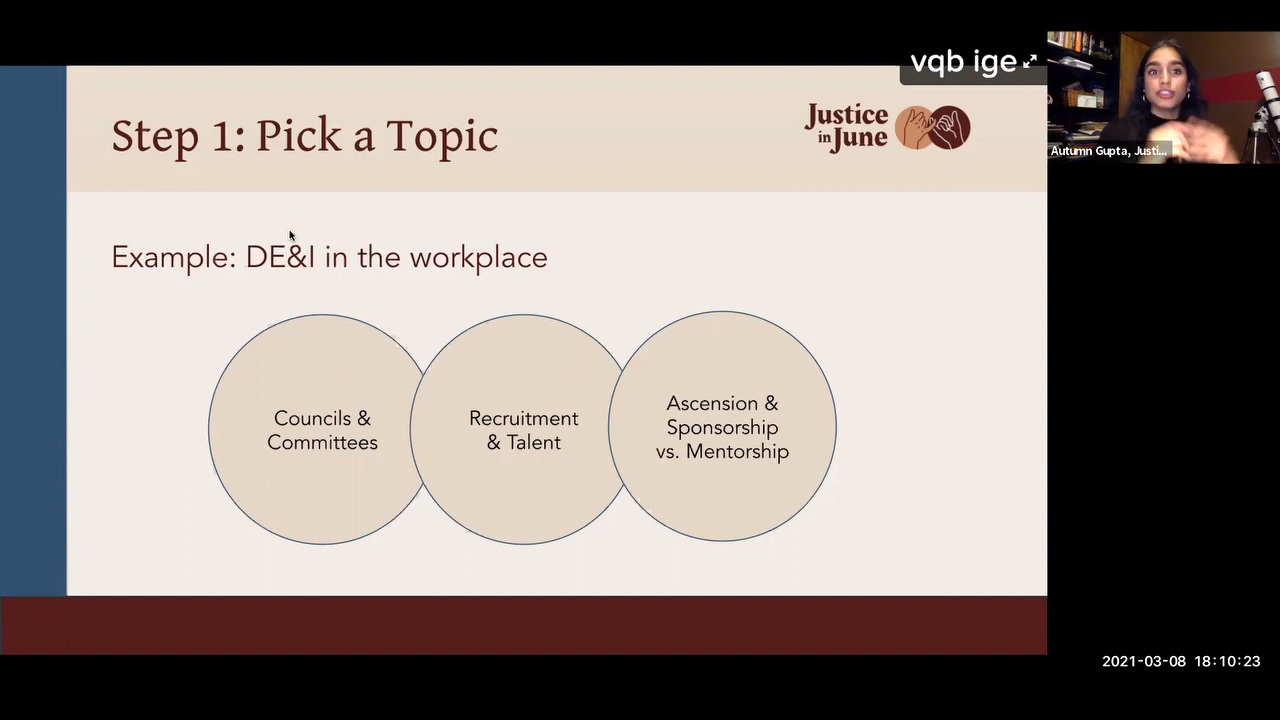 vqb ige
Step 1: Pick a Topic
Justice
in June
Autumn Gupta, Justi...
Example: DE&I in the workplace
Councils &
Committees
Recruitment
& Talent
Ascension &
Sponsorship
vs. Mentorship
2021-03-08 18:10:23